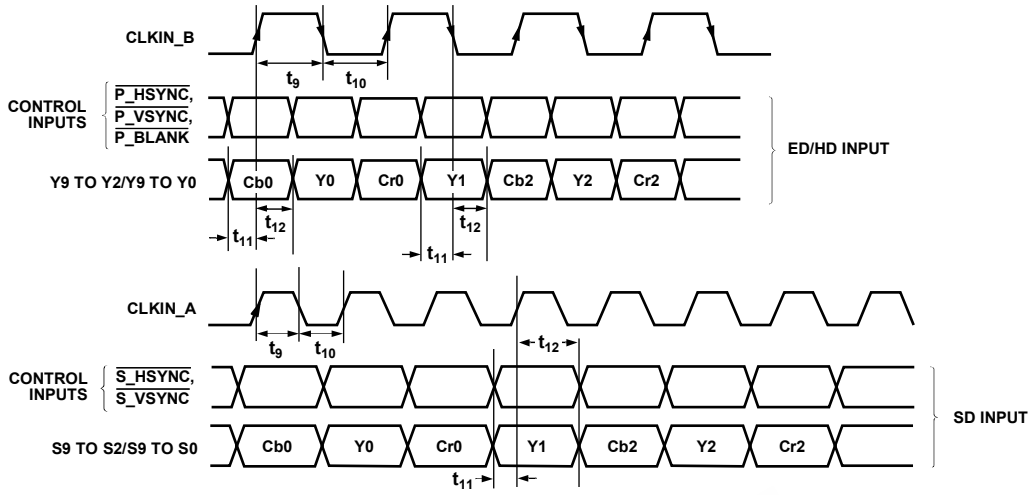 CLKIN_B
t9
t10
CONTROL
INPUTS
P_HSYNC,
P_VSYNC,
P_BLANK
ED/HD INPUT
Y9 TO Y2/Y9 TO Y0
Cb0
Y0
Cr0
Y1
Cb2
Y2
Cr2
t12
t12
t11
t11
CLKIN_A
t9
t10
t12
CONTROL
INPUTS
S_HSYNC,
S_VSYNC
SD INPUT
S9 TO S2/S9 TO S0
Cb0
Y0
Cr0
Y1
Cb2
Y2
Cr2
t11